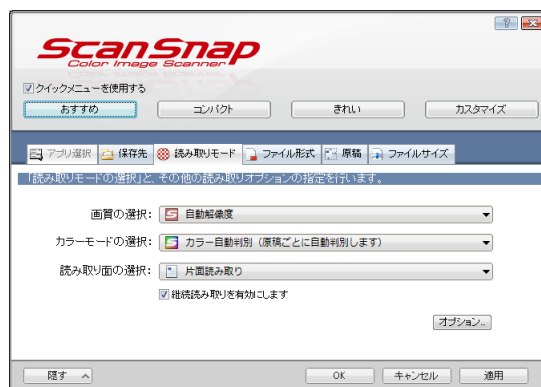 ScanSnap
Color Image Scanner
クイックメニューを使用する
おすすめ コンパクト きれい カスタマイズ
アプリ選択 保存先 読み取りモード ファイル形式 原稿 ファイルサイズ
「読み取りモードの選択」と、その他の読み取りオプションの指定を行います。
画質の選択: 自動解像度
カラーモードの選択: カラー自動判別（原稿ごとに自動判別します）
読み取り面の選択: 片面読み取り
継続読み取りを有効にします
オプション...
隠す OK キャンセル 適用